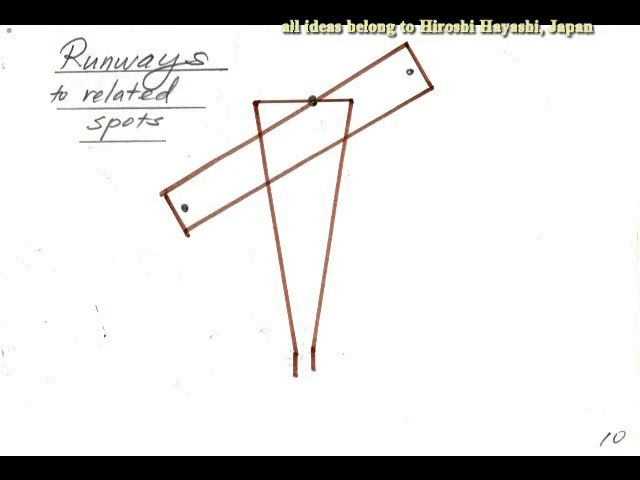 all ideas belong to Hiroshi Hayashi, Japan
Runways
to related
spots
10